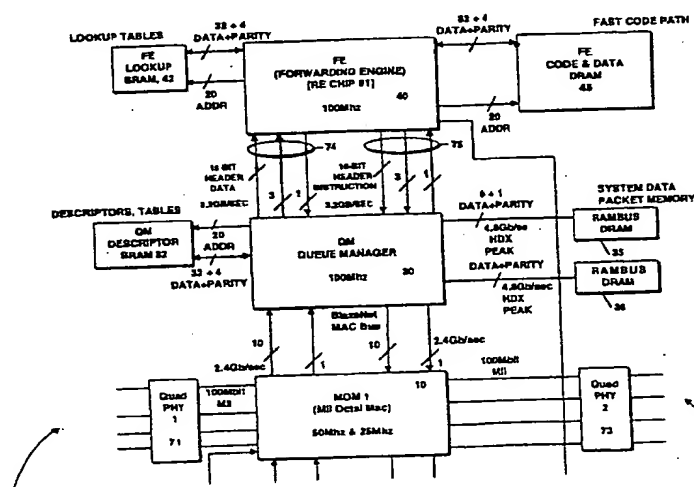 LOOKUP TABLES
32 + 4
DATA+PARITY
FE
LOOKUP
SRAM, 42
20
ADDR
FE
(FORWARDING ENGINE)
[RE CHIP #1]
40
100Mhz
32 + 4
DATA+PARITY
FAST CODE PATH
FE
CODE & DATA
DRAM
45
20
ADDR
74
75
16-BIT
HEADER
DATA
3
1
3.2GB/SEC
16-BIT
HEADER
INSTRUCTION
3
1
3.2GB/SEC
DESCRIPTORS, TABLES
QM
DESCRIPTOR
SRAM 32
20
ADDR
32 + 4
DATA+PARITY
QM
QUEUE MANAGER
100Mhz
30
8 + 1
DATA+PARITY
4.8Gb/se
HDX
PEAK
SYSTEM DATA
PACKET MEMORY
RAMBUS
DRAM
35
DATA+PARITY
4.8Gb/sec
HDX
PEAK
RAMBUS
DRAM
36
BlazeNet
MAC Bus
10
2.4Gb/sec
1
10
2.4Gb/sec
1
Quad
PHY
1
71
100Mbit
MII
MOM 1
(MII Octal Mac)
10
50Mhz & 25Mhz
100Mbit
MII
Quad
PHY
2
73